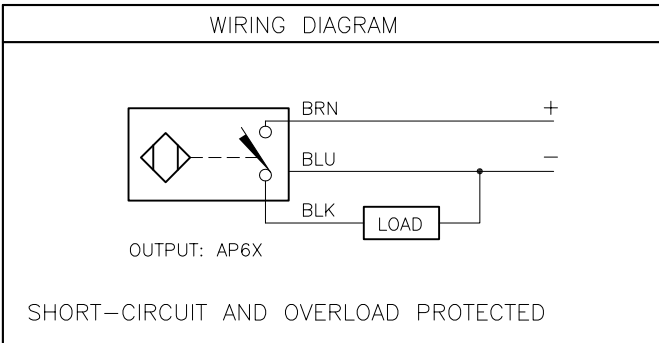 WIRING DIAGRAM
BRN +
BLU −
BLK
LOAD
OUTPUT: AP6X
SHORT-CIRCUIT AND OVERLOAD PROTECTED